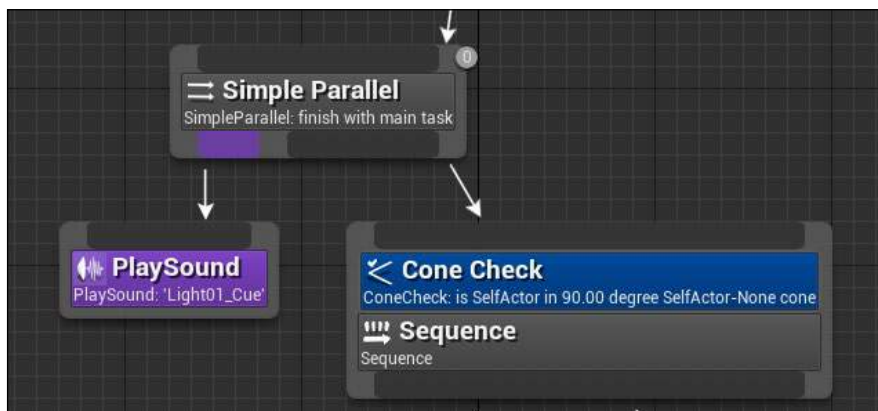 0
Simple Parallel
SimpleParallel: finish with main task
PlaySound
PlaySound: 'Light01_Cue'
Cone Check
ConeCheck: is SelfActor in 90.00 degree SelfActor-None cone
Sequence
Sequence